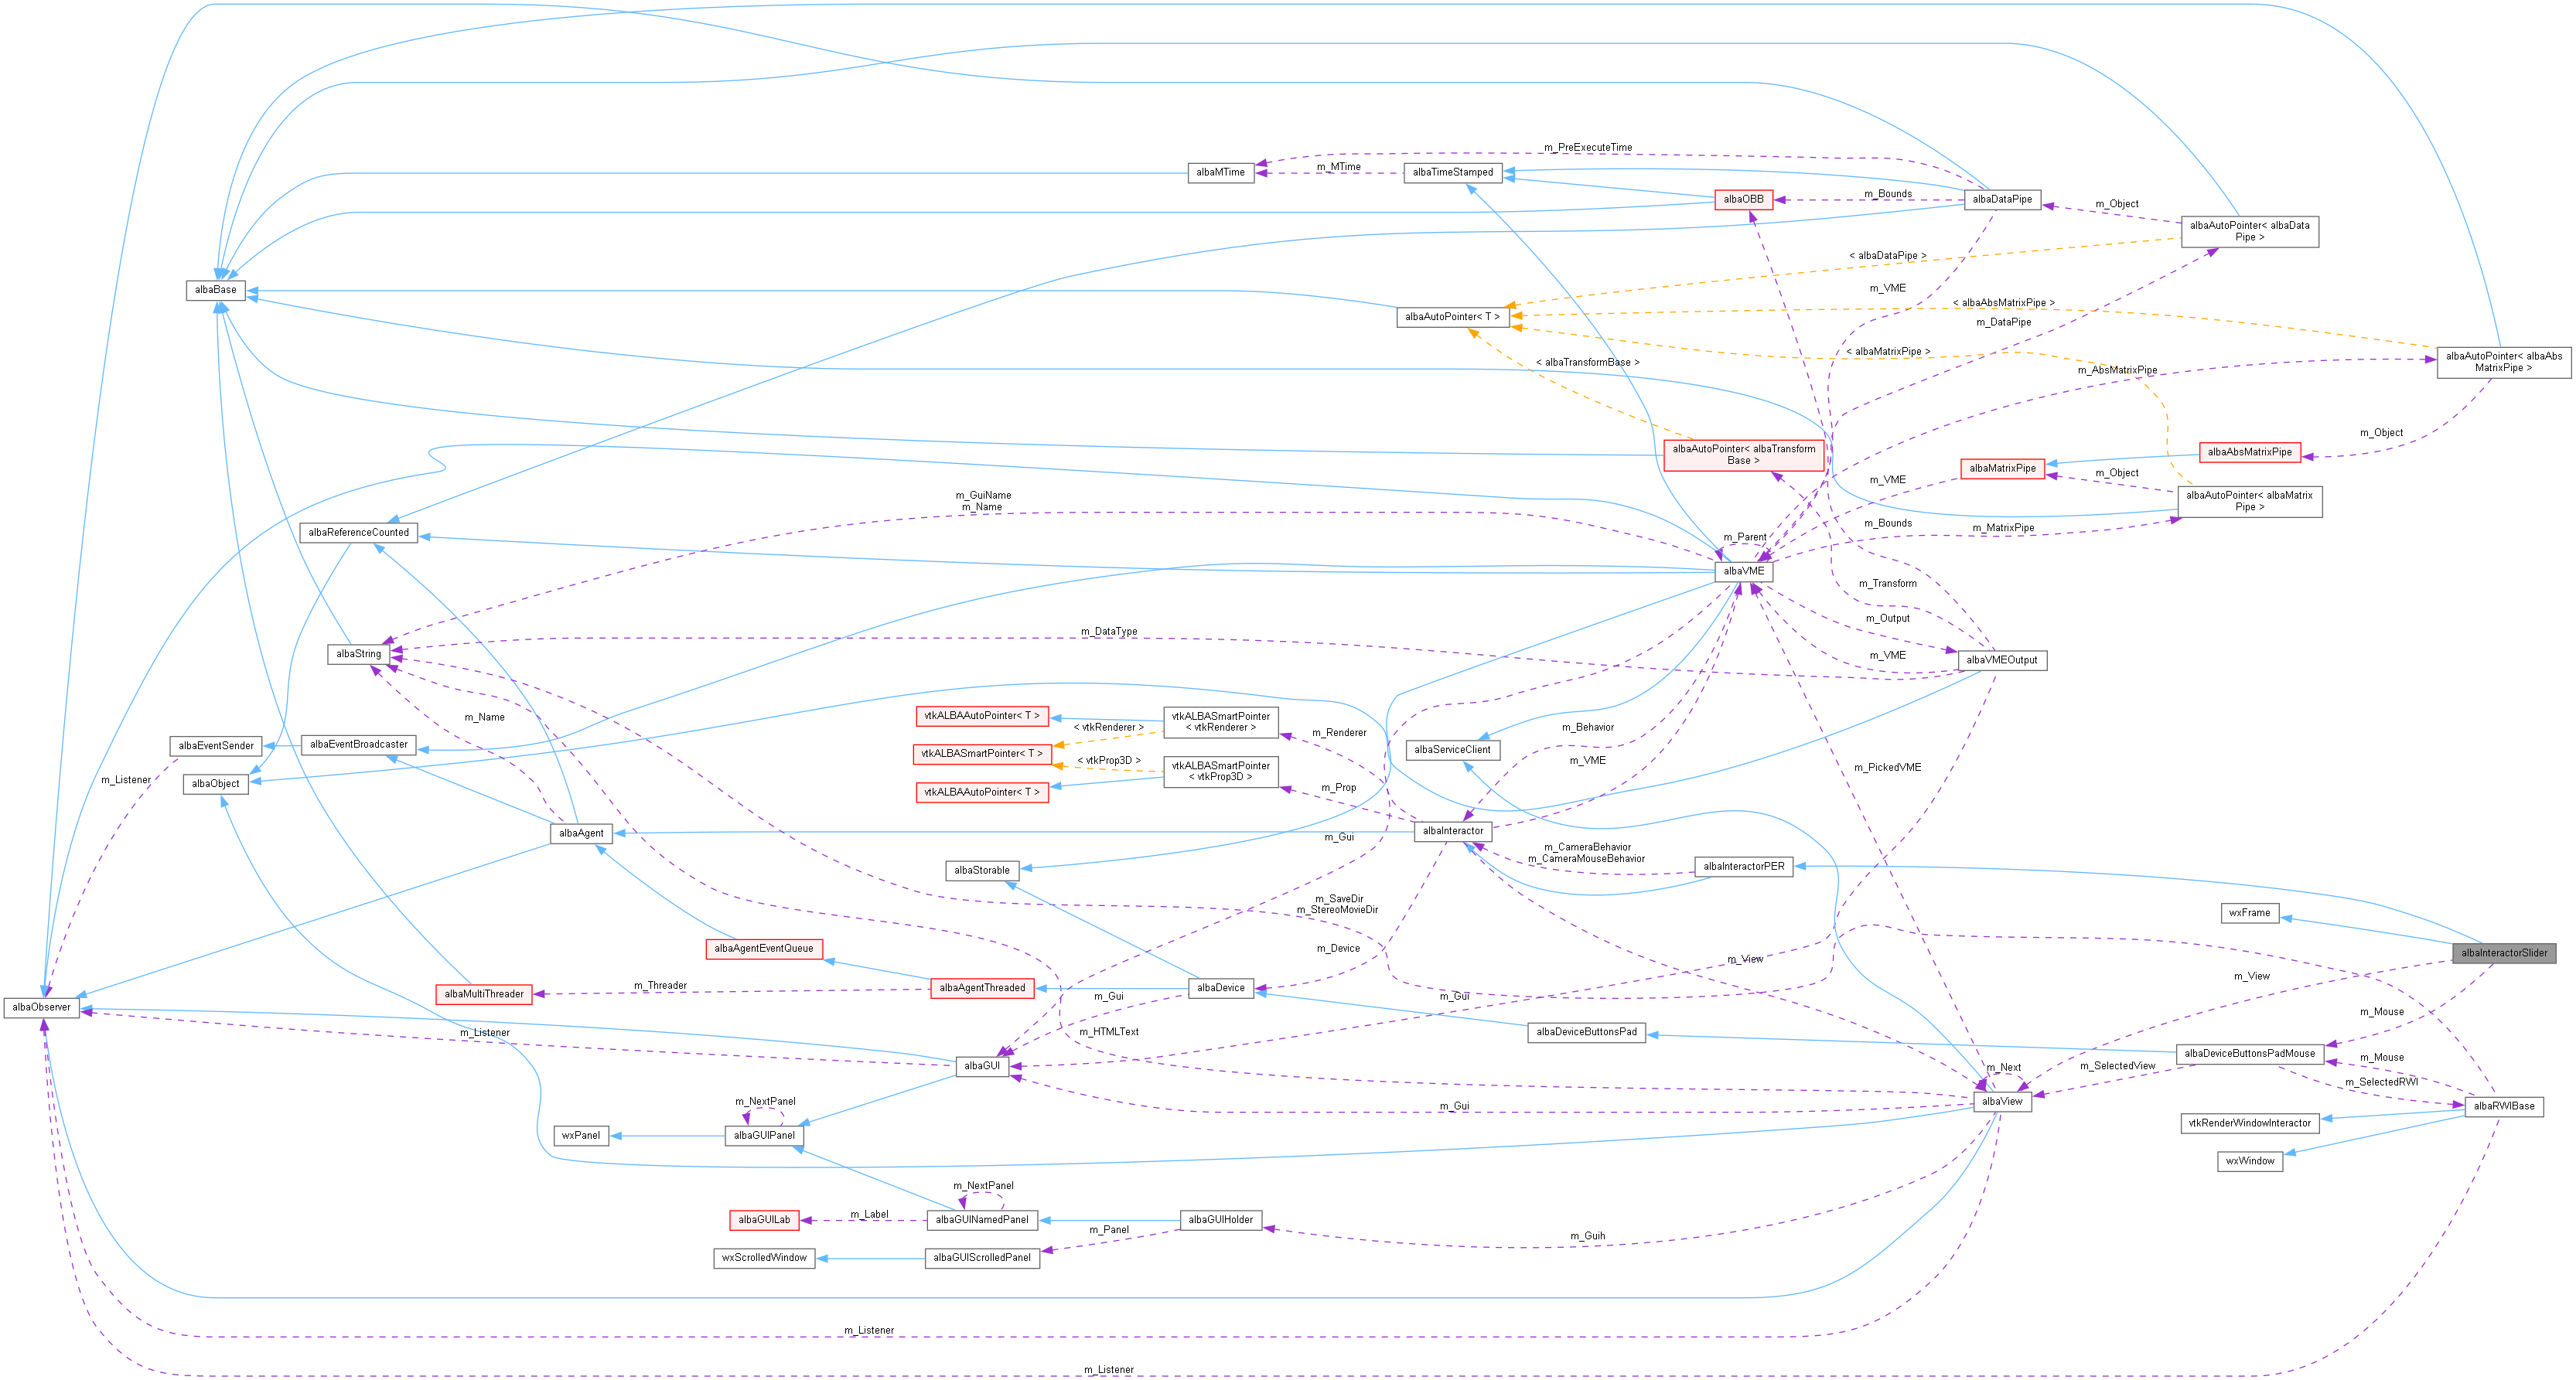 m_PreExecuteTime
m_MTime
albaMTime
albaTimeStamped
albaOBB
m_Bounds
albaDataPipe
m_Object
albaAutoPointer< albaData
Pipe >
< albaDataPipe >
albaBase
m_VME
albaAutoPointer< T >
< albaAbsMatrixPipe >
m_DataPipe
< albaMatrixPipe >
< albaTransformBase >
albaAutoPointer< albaAbs
MatrixPipe >
m_AbsMatrixPipe
m_Object
albaAutoPointer< albaTransform
Base >
albaAbsMatrixPipe
albaMatrixPipe
m_Object
m_VME
m_GuiName
m_Name
albaAutoPointer< albaMatrix
Pipe >
m_Bounds
m_MatrixPipe
albaReferenceCounted
m_Parent
albaVME
m_Transform
m_Output
m_DataType
albaString
m_VME
albaVMEOutput
m_Name
vtkALBAAutoPointer< T >
vtkALBASmartPointer
< vtkRenderer >
< vtkRenderer >
m_Renderer
m_Behavior
albaEventSender
albaEventBroadcaster
vtkALBASmartPointer< T >
albaServiceClient
< vtkProp3D >
vtkALBASmartPointer
< vtkProp3D >
m_VME
m_PickedVME
m_Listener
albaObject
vtkALBAAutoPointer< T >
m_Prop
albaAgent
albaInteractor
m_Gui
m_CameraBehavior
m_CameraMouseBehavior
albaInteractorPER
albaStorable
m_SaveDir
m_StereoMovieDir
wxFrame
albaAgentEventQueue
m_Device
m_View
albaInteractorSlider
m_View
albaMultiThreader
m_Threader
albaAgentThreaded
albaDevice
m_Gui
m_Gui
albaObserver
m_Listener
m_HTMLText
albaDeviceButtonsPad
m_Mouse
albaDeviceButtonsPadMouse
m_Mouse
albaGUI
m_Next
m_SelectedView
m_SelectedRWI
m_NextPanel
m_Gui
albaView
albaRWIBase
wxPanel
albaGUIPanel
vtkRenderWindowInteractor
wxWindow
m_NextPanel
albaGUILab
m_Label
albaGUINamedPanel
albaGUIHolder
m_Panel
m_Guih
wxScrolledWindow
albaGUIScrolledPanel
m_Listener
m_Listener